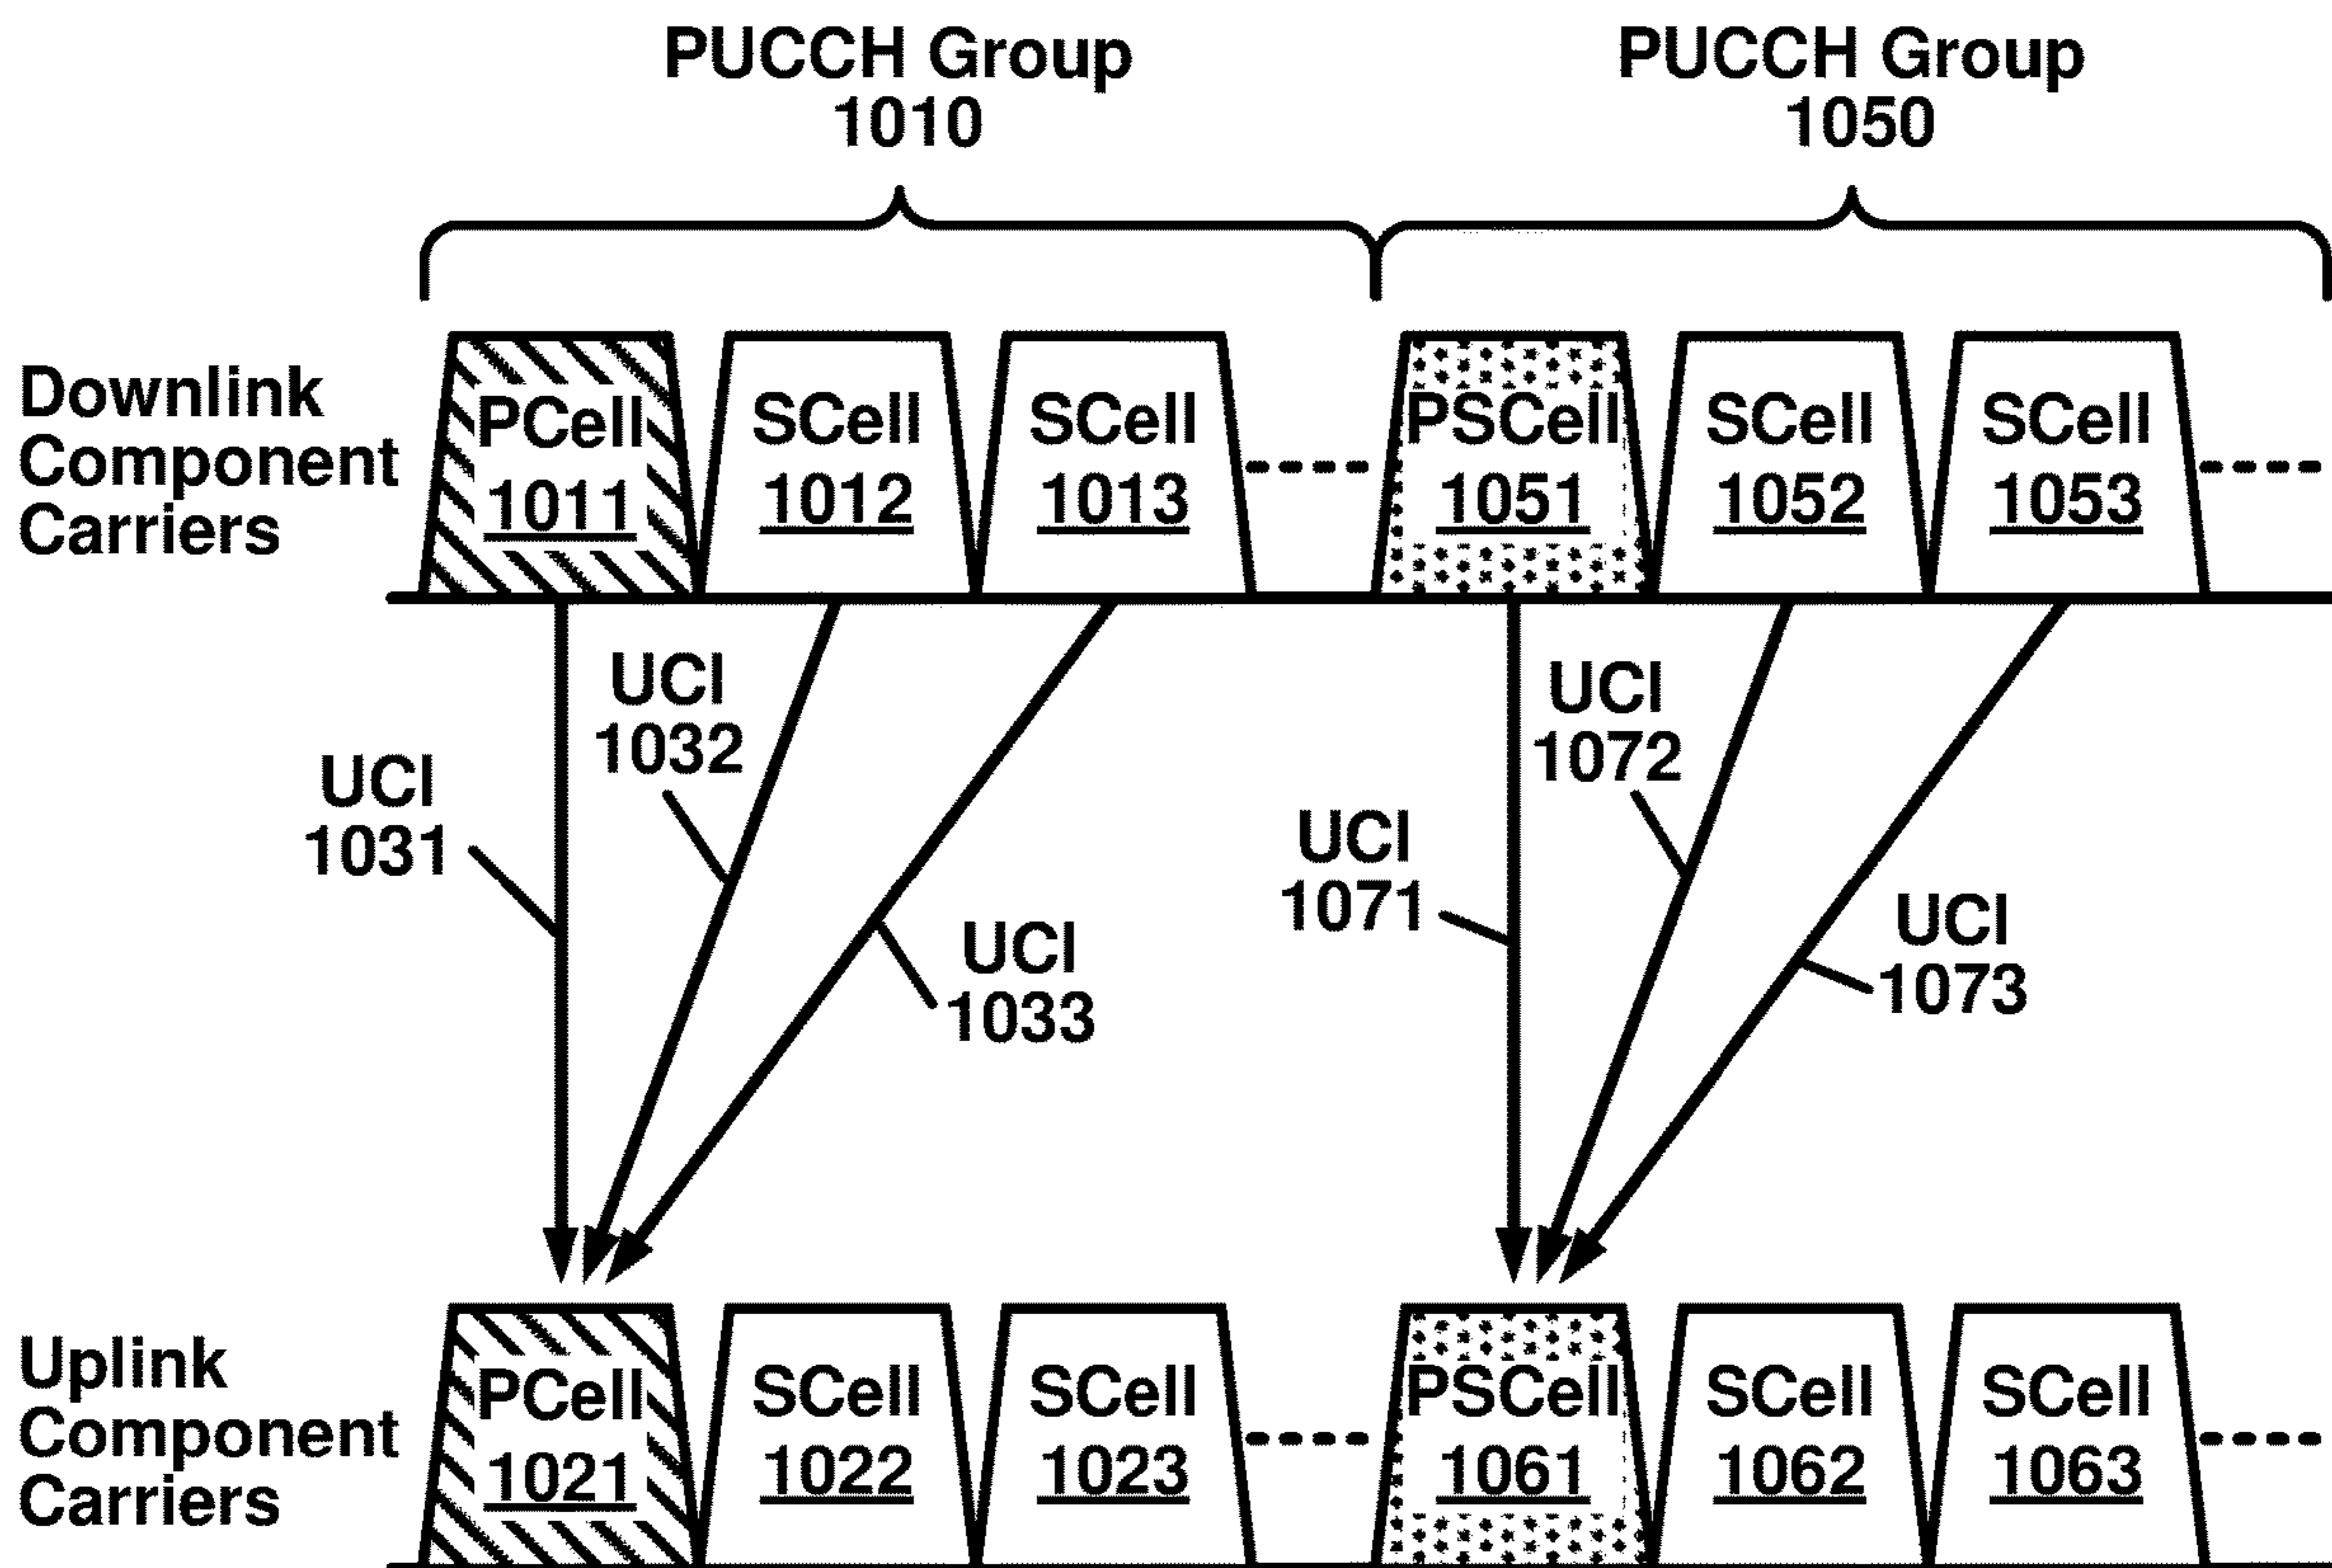 PUCCH Group
1010
PUCCH Group
1050
Downlink
Component
Carriers
PCell
1011
SCell
1012
SCell
1013
PSCell
1051
SCell
1052
SCell
1053
UCI
1031
UCI
1032
UCI
1033
UCI
1071
UCI
1072
UCI
1073
Uplink
Component
Carriers
PCell
1021
SCell
1022
SCell
1023
PSCell
1061
SCell
1062
SCell
1063